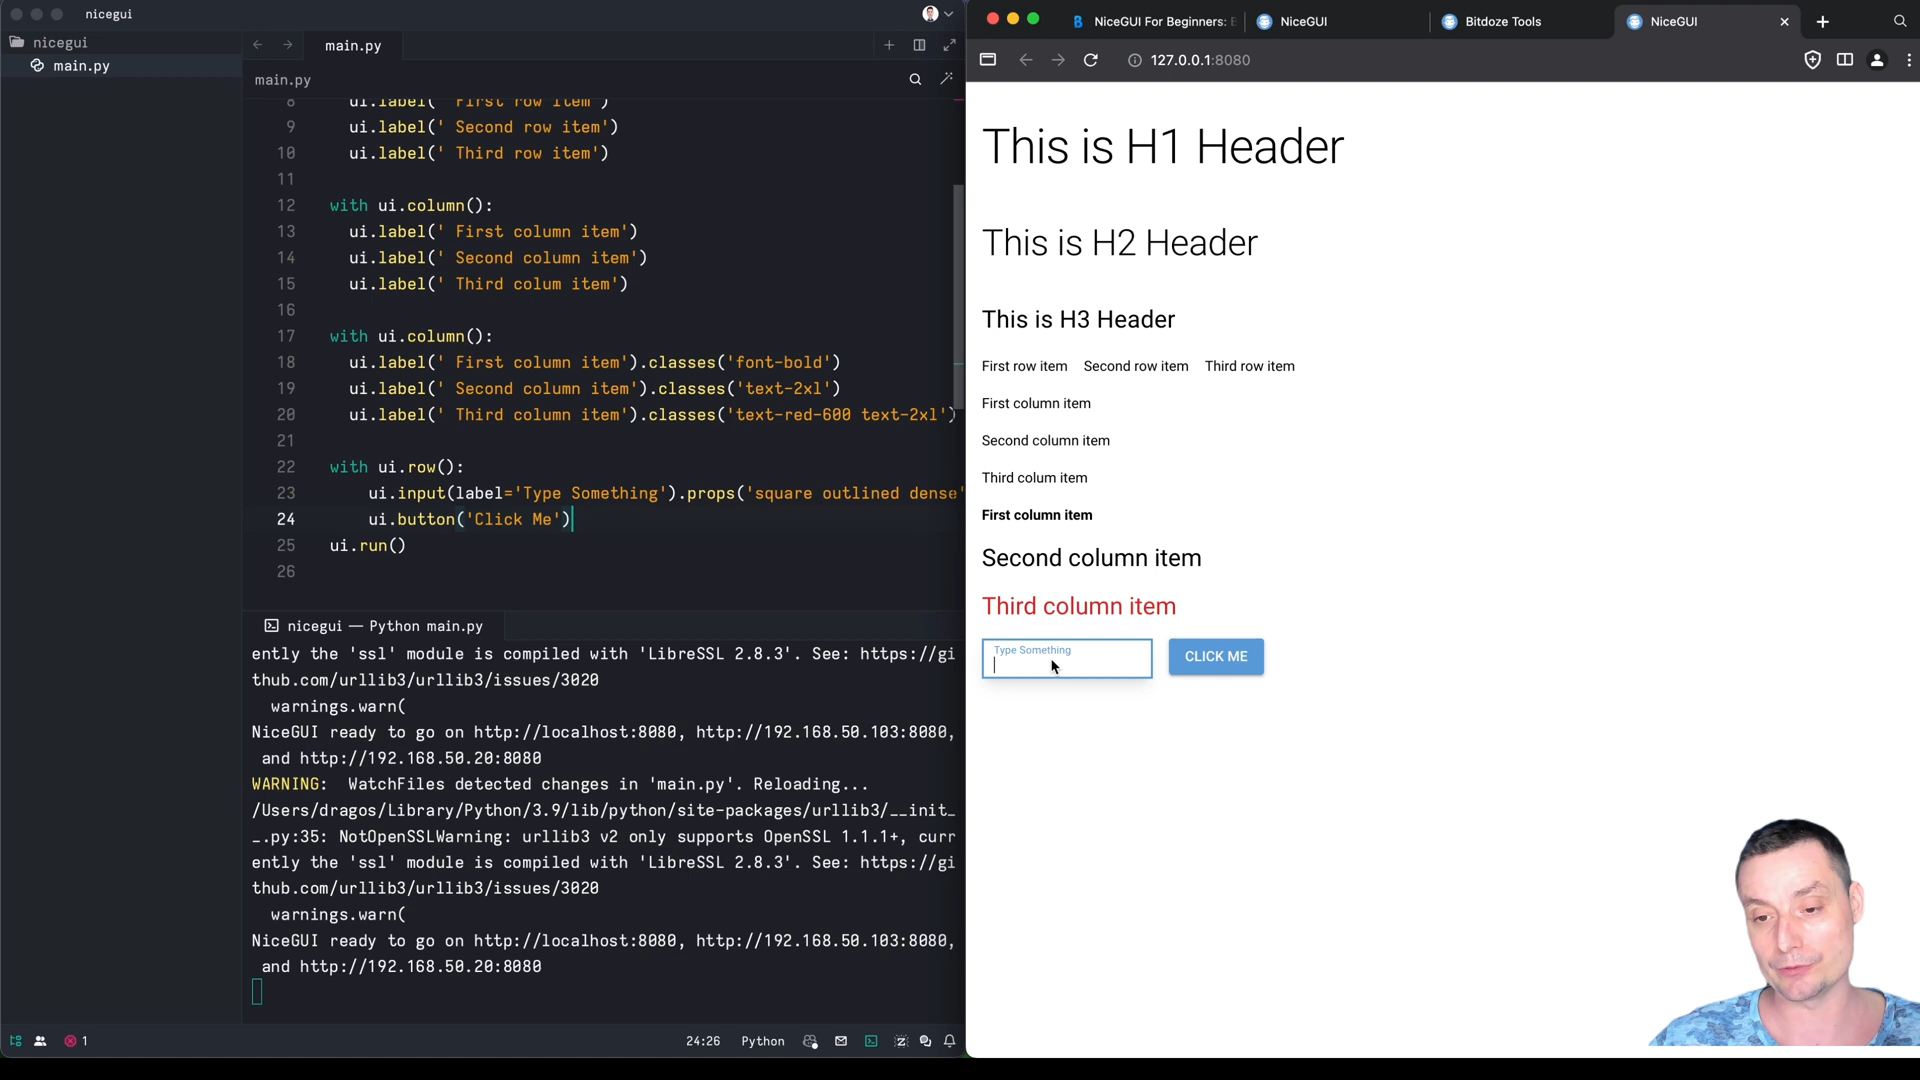 nicegui
nicegui
main.py
main.py
main.py
8 ui.label(' First row item')
9 ui.label(' Second row item')
10 ui.label(' Third row item')
11
12 with ui.column():
13 ui.label(' First column item')
14 ui.label(' Second column item')
15 ui.label(' Third colum item')
16
17 with ui.column():
18 ui.label(' First column item').classes('font-bold')
19 ui.label(' Second column item').classes('text-2xl')
20 ui.label(' Third column item').classes('text-red-600 text-2xl')
21
22 with ui.row():
23 ui.input(label='Type Something').props('square outlined dense'
24 ui.button('Click Me')
25 ui.run()
26
nicegui — Python main.py
ently the 'ssl' module is compiled with 'LibreSSL 2.8.3'. See: https://gi
thub.com/urllib3/urllib3/issues/3020
warnings.warn(
NiceGUI ready to go on http://localhost:8080, http://192.168.50.103:8080,
and http://192.168.50.20:8080
WARNING: WatchFiles detected changes in 'main.py'. Reloading...
/Users/dragos/Library/Python/3.9/lib/python/site-packages/urllib3/__init_
_.py:35: NotOpenSSLWarning: urllib3 v2 only supports OpenSSL 1.1.1+, curr
ently the 'ssl' module is compiled with 'LibreSSL 2.8.3'. See: https://gi
thub.com/urllib3/urllib3/issues/3020
warnings.warn(
NiceGUI ready to go on http://localhost:8080, http://192.168.50.103:8080,
and http://192.168.50.20:8080
1
24:26 Python
NiceGUI For Beginners:
NiceGUI
Bitdoze Tools
NiceGUI
127.0.0.1:8080
This is H1 Header
This is H2 Header
This is H3 Header
First row item Second row item Third row item
First column item
Second column item
Third colum item
First column item
Second column item
Third column item
Type Something
CLICK ME